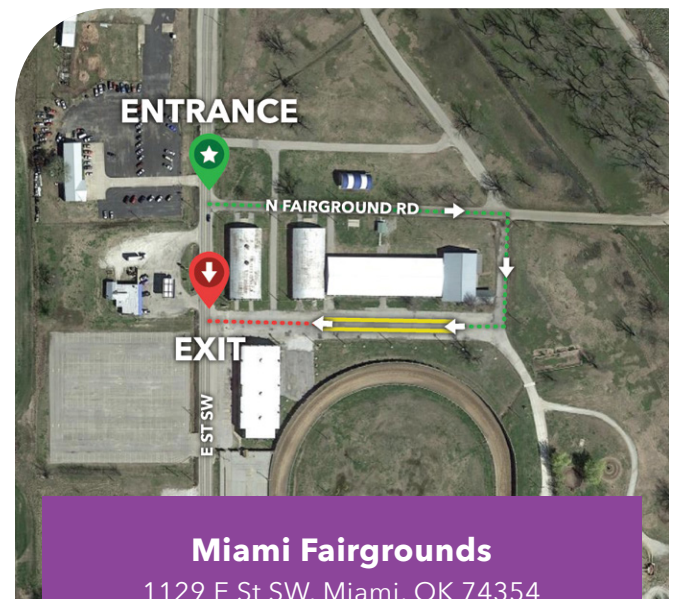 ENTRANCE
N FAIRGROUND RD
EXIT
E ST SW
Miami Fairgrounds
1129 E St SW, Miami, OK 74354